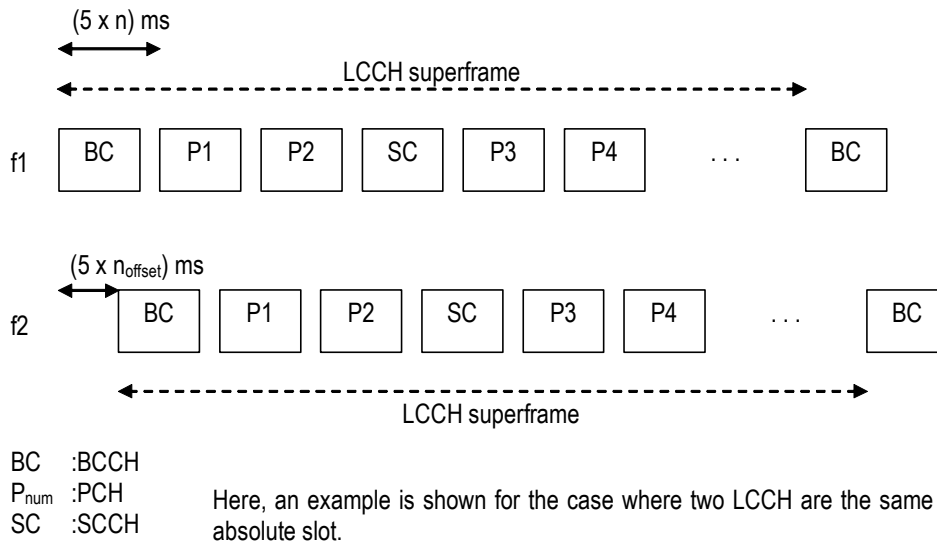 (5 x n) ms
LCCH superframe
f1 BC P1 P2 SC P3 P4 . . . BC
(5 x noffset) ms
f2 BC P1 P2 SC P3 P4 . . . BC
LCCH superframe
BC :BCCH
Pnum :PCH
SC :SCCH
Here, an example is shown for the case where two LCCH are the same
absolute slot.